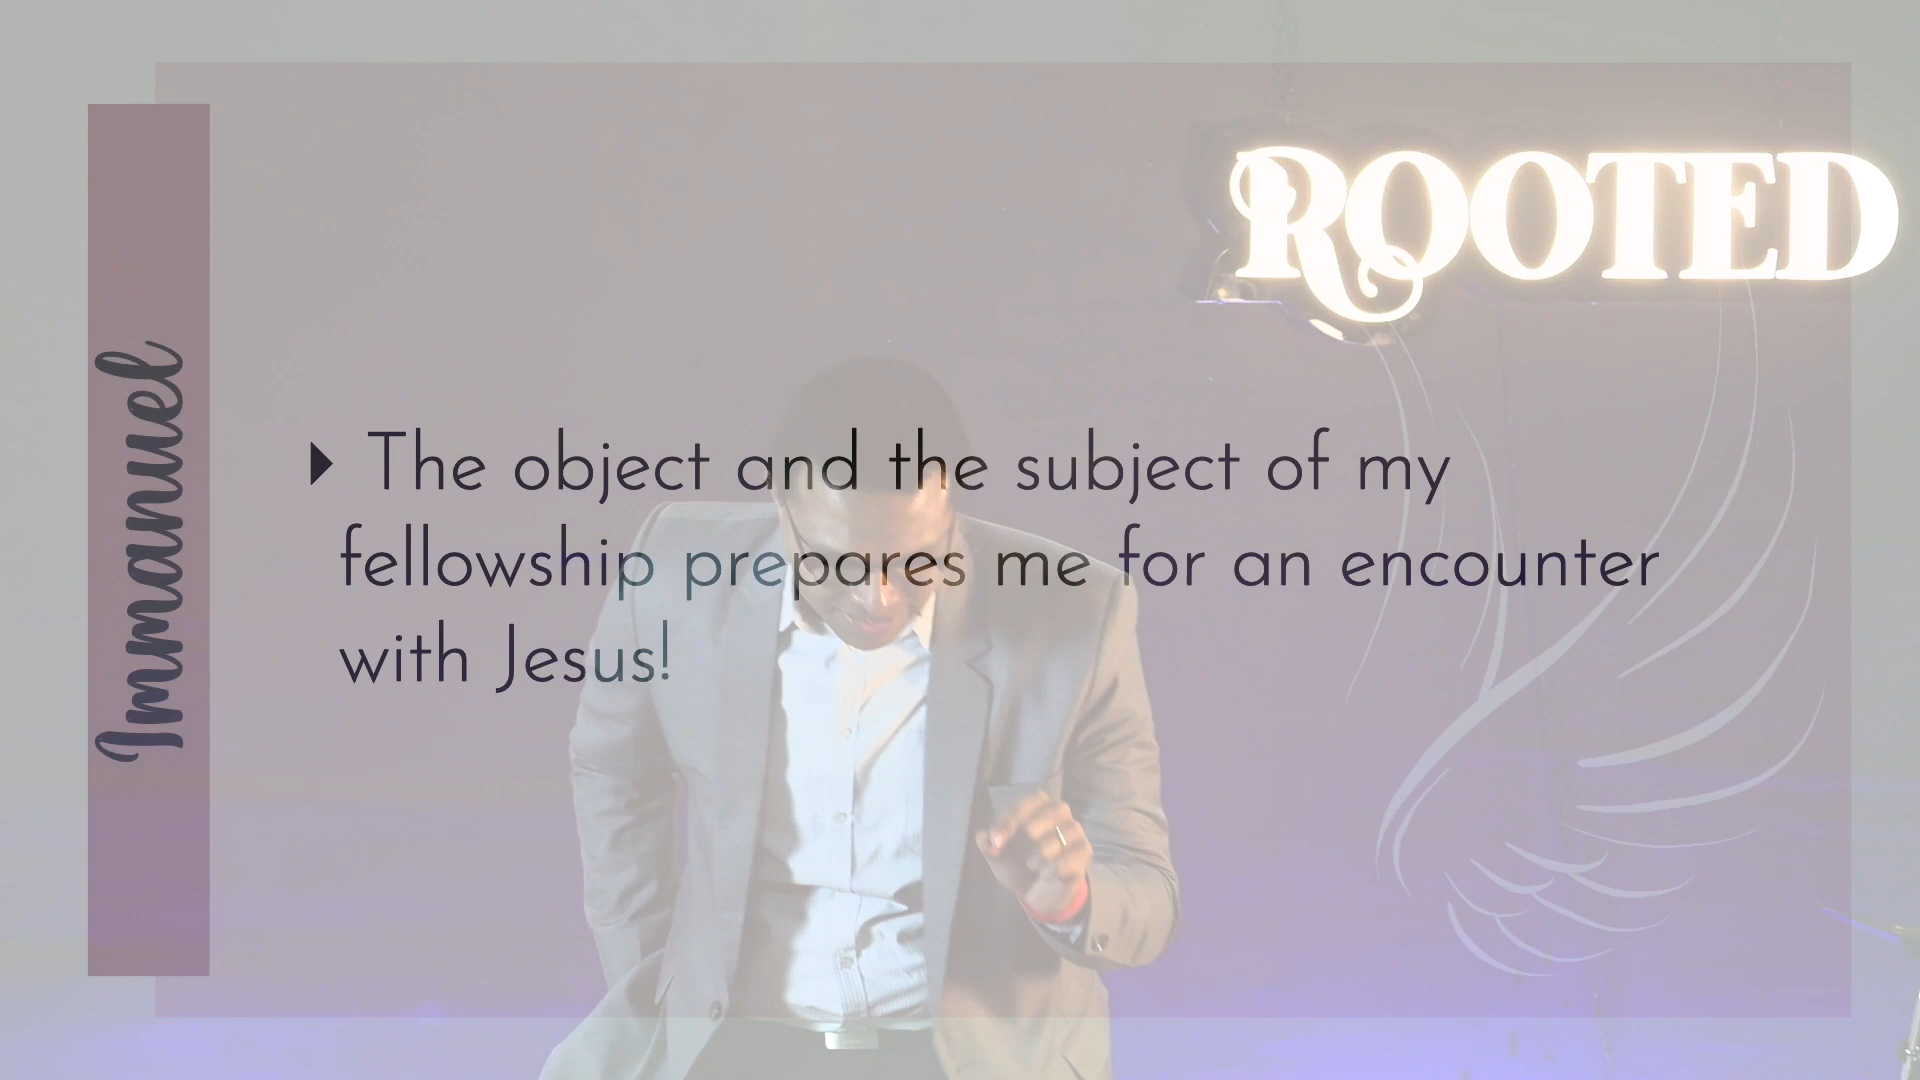 ROOTED
Immanuel
The object and the subject of my
fellowship prepares me for an encounter
with Jesus!